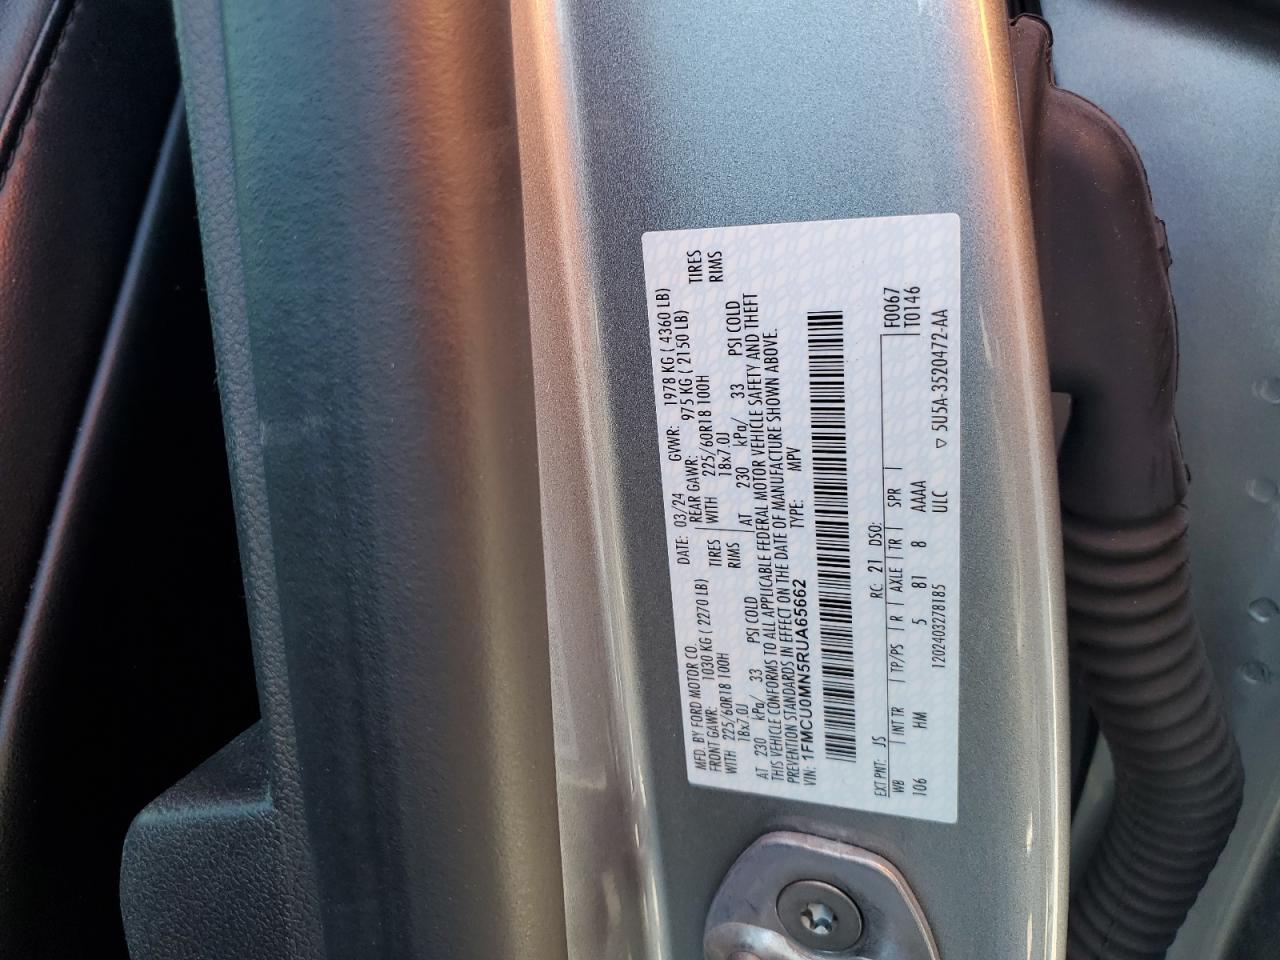 MFD. BY FORD MOTOR CO. DATE: 03/24 GVWR: 1978 KG ( 4360 LB)
FRONT GAWR: 1030 KG ( 2270 LB) REAR GAWR: 975 KG ( 2150 LB)
WITH 225/60R18 100H TIRES WITH 225/60R18 100H TIRES
18x7.0J RIMS 18x7.0J RIMS
AT 230 kPa/ 33 PSI COLD AT 230 kPa/ 33 PSI COLD
THIS VEHICLE CONFORMS TO ALL APPLICABLE FEDERAL MOTOR VEHICLE SAFETY AND THEFT
PREVENTION STANDARDS IN EFFECT ON THE DATE OF MANUFACTURE SHOWN ABOVE.
VIN: 1FMCU0MN5RUA65662 TYPE: MPV
EXT PNT: JS RC: 21 DSO: F0067
WB INT TR TP/PS R AXLE TR SPR T0146
106 HM 5 81 8 AAAA
1202403278185 ULC ▽ 5U5A-3520472-AA